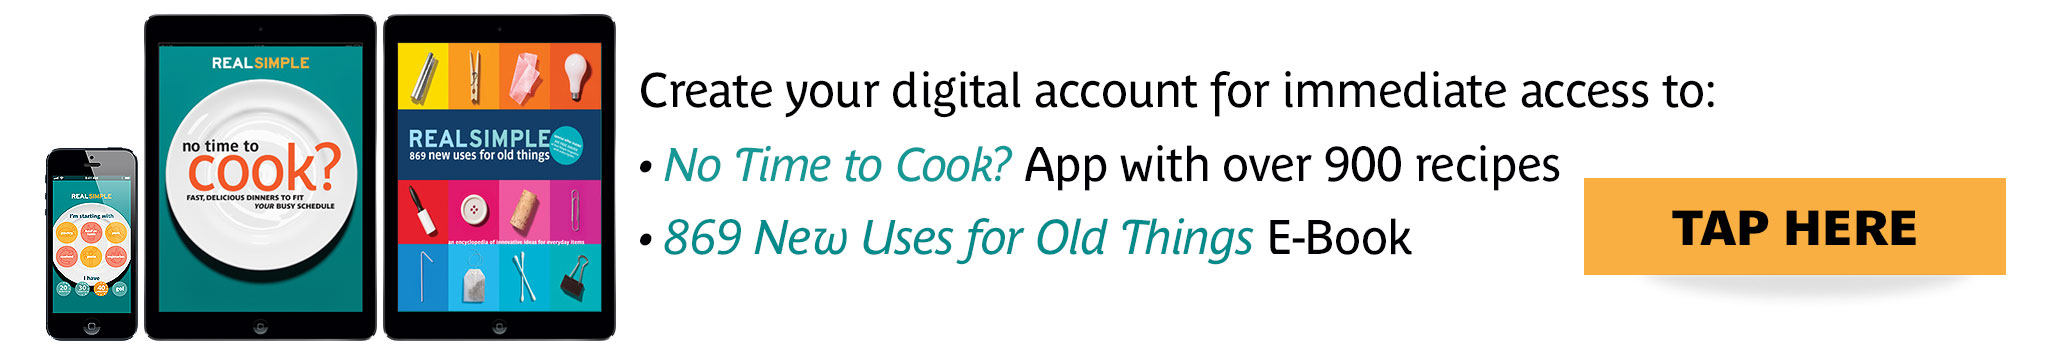 REALSIMPLE
I'm starting with
I have
20
30
40
go!
REALSIMPLE
no time to
cook?
FAST, DELICIOUS DINNERS TO FIT
YOUR BUSY SCHEDULE
REALSIMPLE
869 new uses for old things
an encyclopedia of innovative ideas for everyday items
Create your digital account for immediate access to:
• No Time to Cook? App with over 900 recipes
• 869 New Uses for Old Things E-Book
TAP HERE